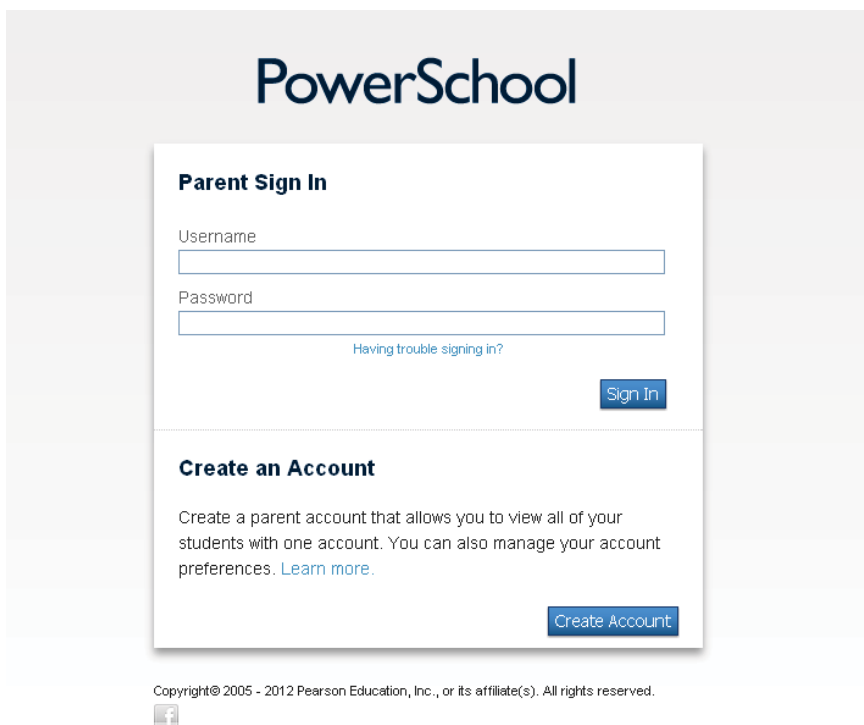 PowerSchool
Parent Sign In
Username
Password
Having trouble signing in?
Sign In
Create an Account
Create a parent account that allows you to view all of your
students with one account. You can also manage your account
preferences. Learn more.
Create Account
Copyright© 2005 - 2012 Pearson Education, Inc., or its affiliate(s). All rights reserved.
f